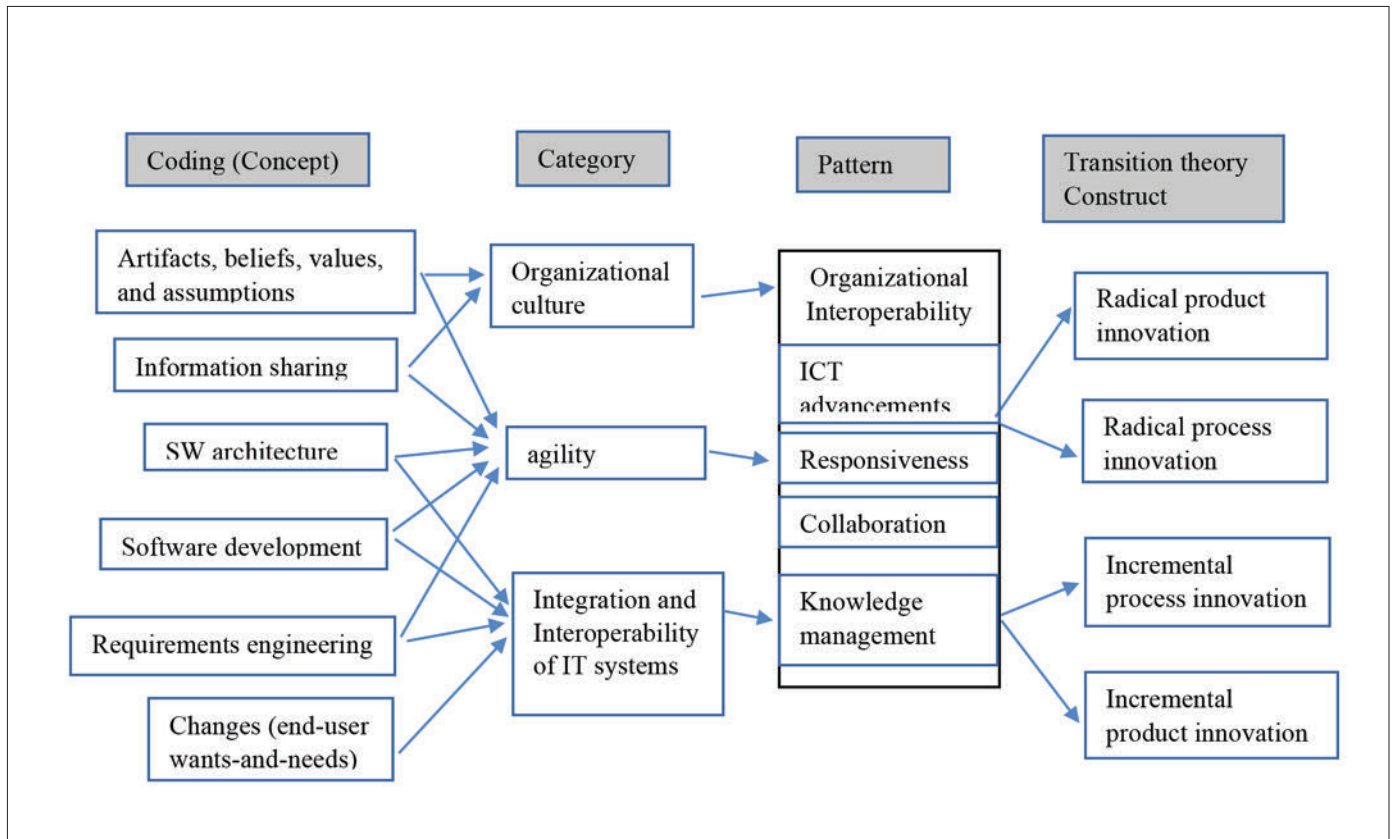 Coding (Concept)
Category
Pattern
Transition theory
Construct
Artifacts, beliefs, values,
and assumptions
Information sharing
SW architecture
Software development
Requirements engineering
Changes (end-user
wants-and-needs)
Organizational
culture
agility
Integration and
Interoperability
of IT systems
Organizational
Interoperability
ICT
advancements
Responsiveness
Collaboration
Knowledge
management
Radical product
innovation
Radical process
innovation
Incremental
process innovation
Incremental
product innovation